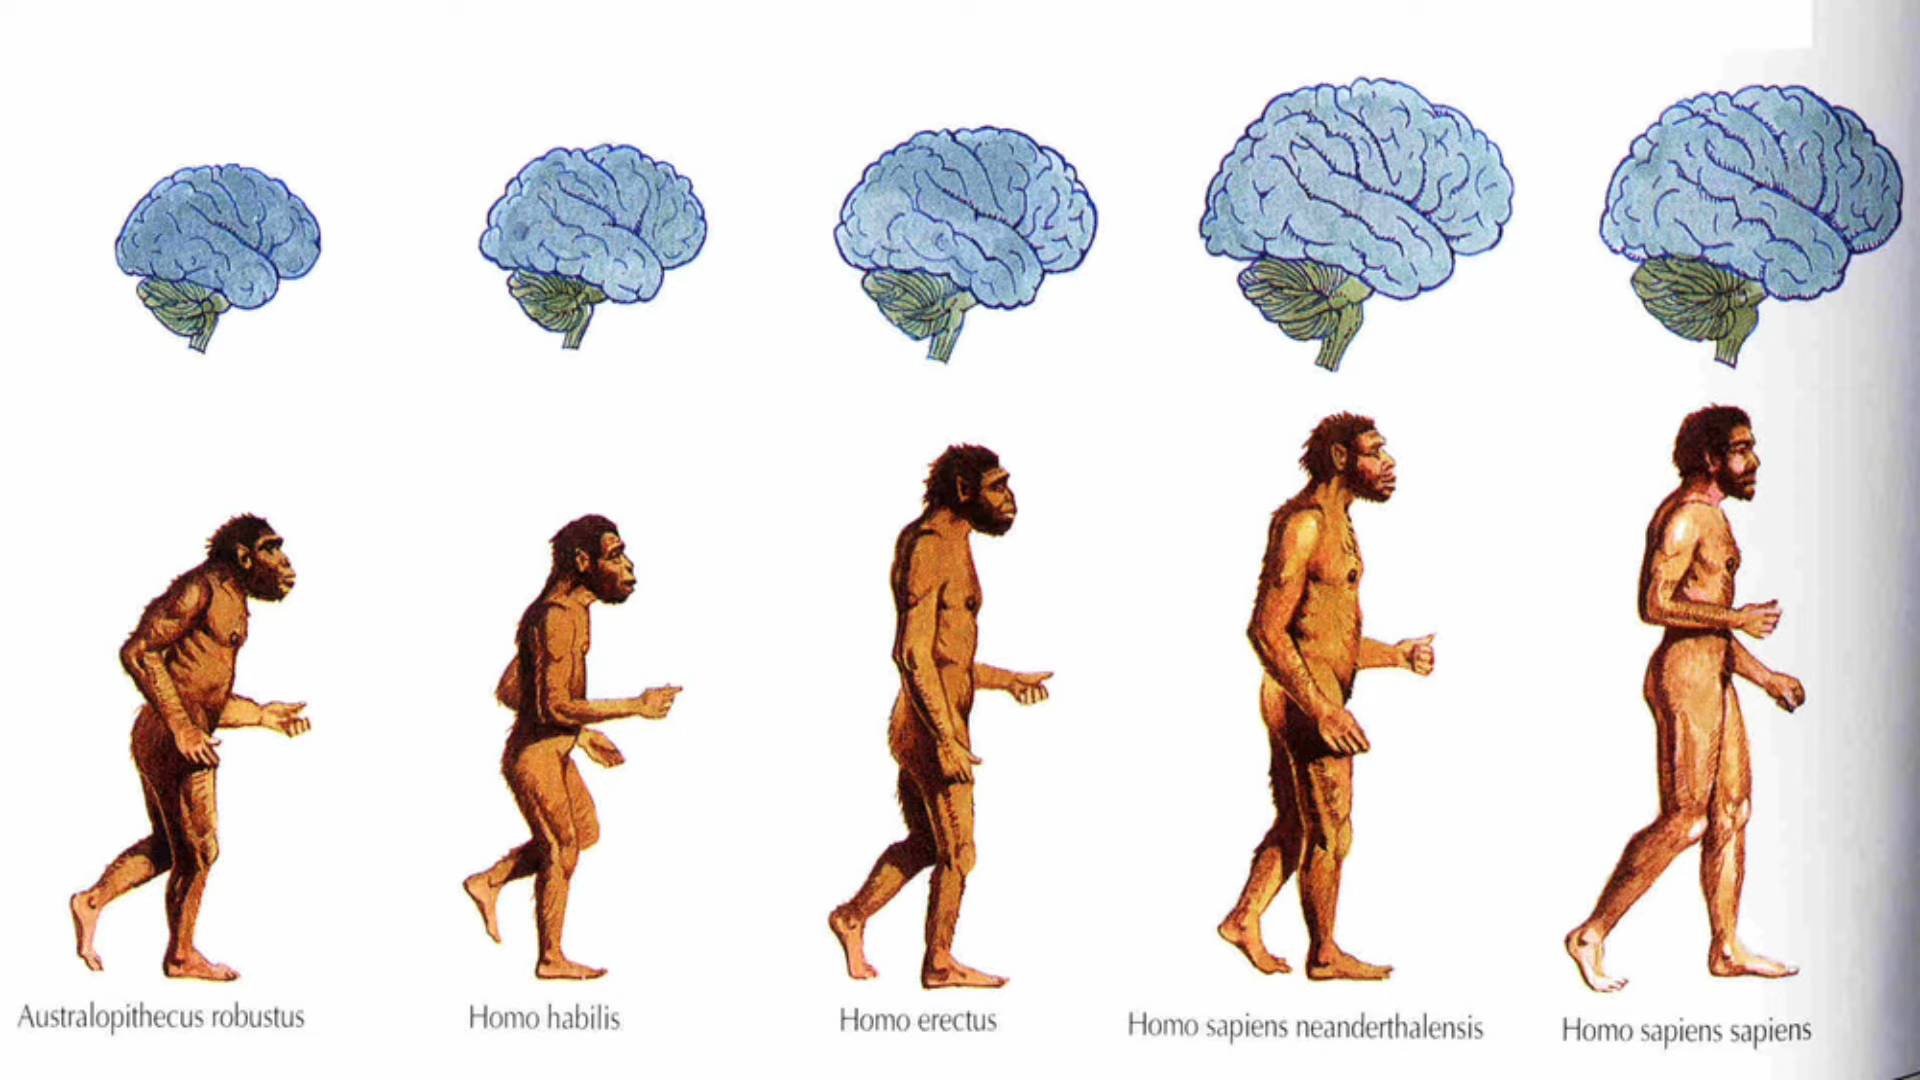 Australopithecus robustus
Homo habilis
Homo erectus
Homo sapiens neanderthalensis
Homo sapiens sapiens